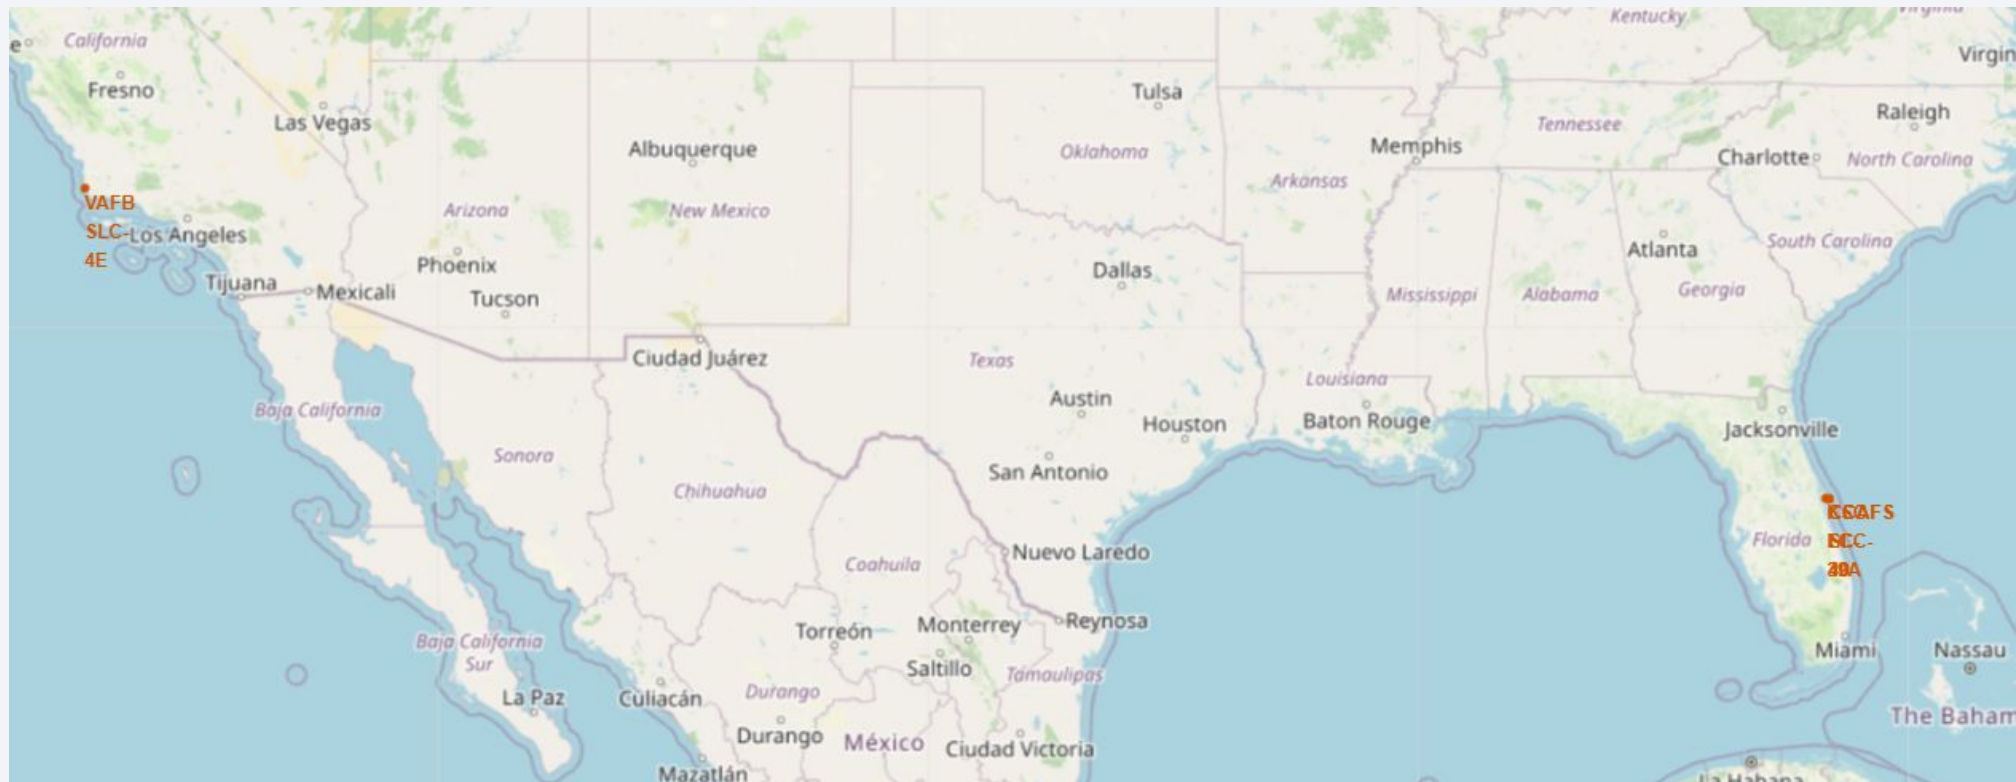 Kentucky
California
Fresno
Las Vegas
Tulsa
Raleigh
Albuquerque
Oklahoma
Memphis
Tennessee
Charlotte
North Carolina
Arkansas
VAFB
SLC-
4E
Los Angeles
Arizona
New Mexico
Phoenix
Atlanta
South Carolina
Tijuana
Mexicali
Tucson
Dallas
Mississippi
Alabama
Georgia
Ciudad Juárez
Texas
Louisiana
Baja California
Austin
Houston
Baton Rouge
Jacksonville
Sonora
San Antonio
Chihuahua
Florida
Nuevo Laredo
Coahuila
Torreón
Monterrey
Reynosa
Baja California
Sur
Saltillo
Tamaulipas
Miami
Nassau
La Paz
Culiacán
Durango
Durango
México
Ciudad Victoria
The Baham
Mazatlán
La Habana